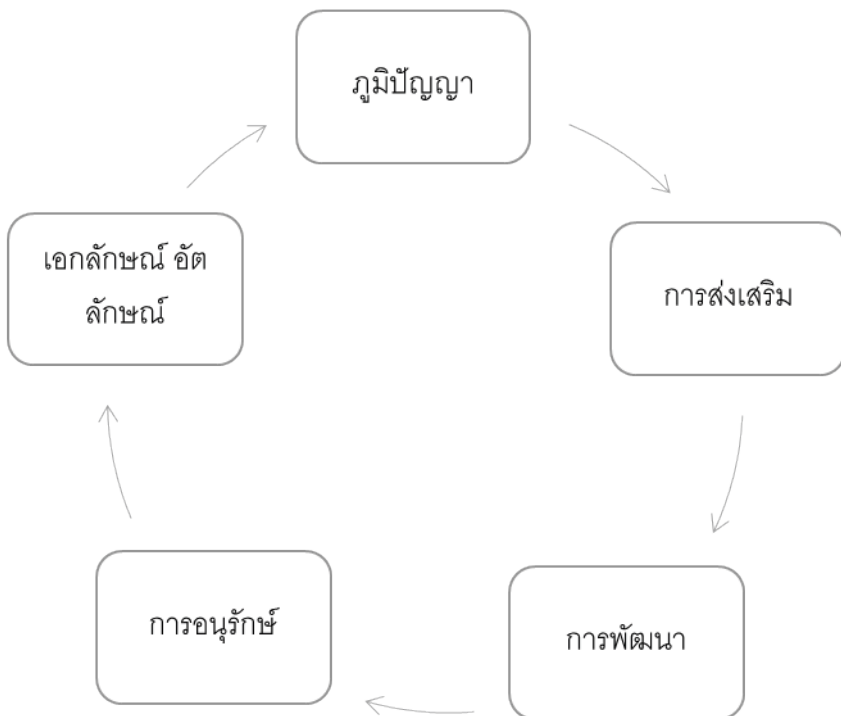 ภูมิปัญญา
การส่งเสริม
การพัฒนา
การอนุรักษ์
เอกลักษณ์ อัต
ลักษณ์